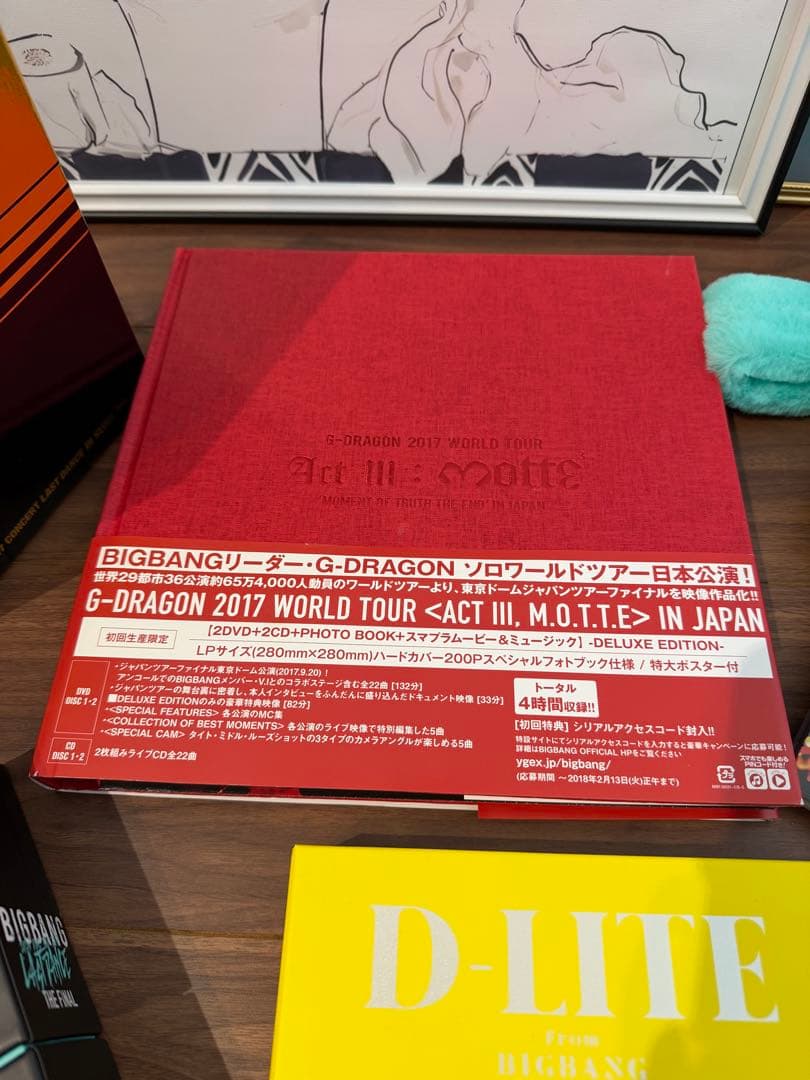 G-DRAGON 2017 WORLD TOUR
Act III : MOTTE
MOMENT OF TRUTH THE END IN JAPAN
BIGBANGリーダー・G-DRAGON ソロワールドツアー日本公演！
世界29都市36公演約65万4,000人動員のワールドツアーより、東京ドームジャパンツアーファイナルを映像作品化!!
G-DRAGON 2017 WORLD TOUR <ACT III, M.O.T.T.E> IN JAPAN
初回生産限定
【2DVD+2CD+PHOTO BOOK+スマプラムービー&ミュージック】 -DELUXE EDITION-
LPサイズ(280mm×280mm)ハードカバー200Pスペシャルフォトブック仕様 / 特大ポスター付
DVD
DISC 1・2
・ジャパンツアーファイナル東京ドーム公演(2017.9.20)！
アンコールでのBIGBANGメンバー・V.Iとのコラボステージ含む全22曲 [132分]
・ジャパンツアーの舞台裏に密着し、本人インタビューをふんだんに盛り込んだドキュメント映像 [33分]
■DELUXE EDITIONのみの豪華特典映像 [82分]
・<SPECIAL FEATURES> 各公演のMC集
・<COLLECTION OF BEST MOMENTS> 各公演のライブ映像で特別編集した5曲
・<SPECIAL CAM> タイト・ミドル・ルーズショットの3タイプのカメラアングルが楽しめる5曲
CD
DISC 1・2
2枚組みライブCD全22曲
トータル
4時間収録!!
[初回特典] シリアルアクセスコード封入!!
特設サイトにてシリアルアクセスコードを入力すると豪華キャンペーンに応募可能！
詳細はBIGBANG OFFICIAL HPをご覧ください
ygex.jp/bigbang/
(応募期間 〜2018年2月13日(火)正午まで)
スマホでも楽しめる
PINコード付き!
BIGBANG
LAST DANCE
THE FINAL
D-LITE
From
BIGBANG